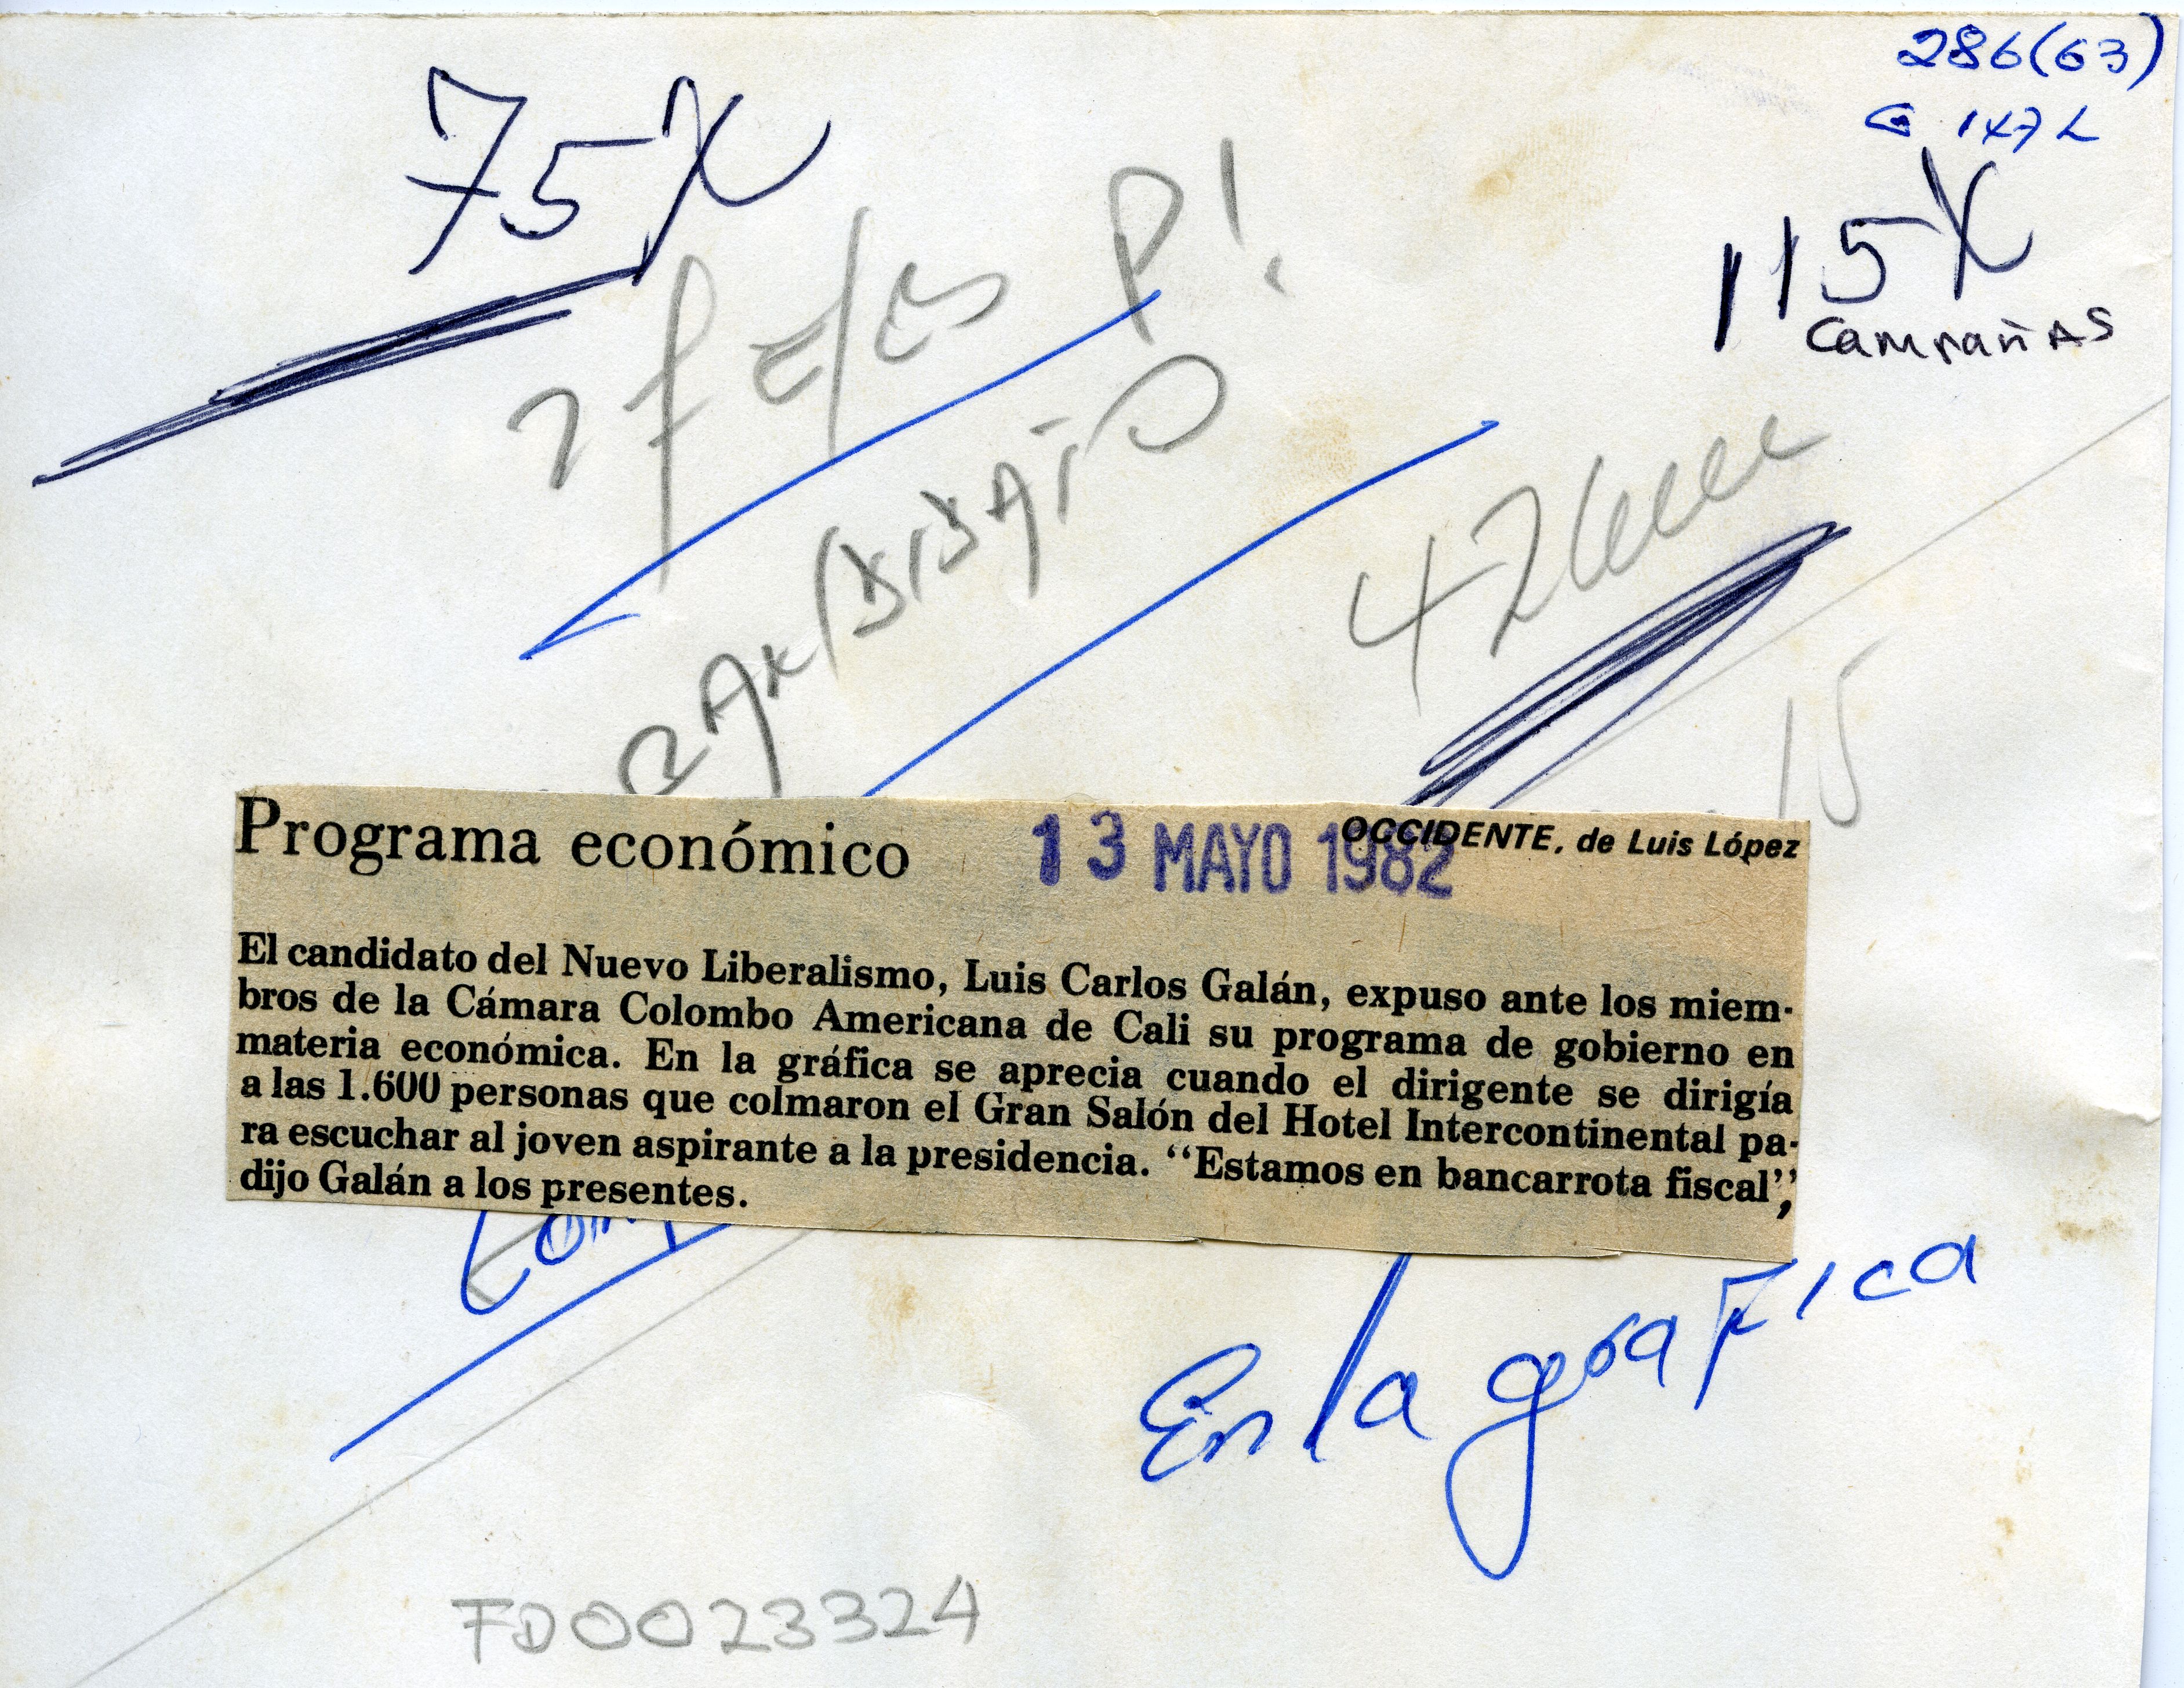 286(63)
G 147L
75X
115X
CampañAS
15
Programa económico
13 MAYO 1982
OCCIDENTE, de Luis López
El candidato del Nuevo Liberalismo, Luis Carlos Galán, expuso ante los miem-
bros de la Cámara Colombo Americana de Cali su programa de gobierno en
materia económica. En la gráfica se aprecia cuando el dirigente se dirigía
a las 1.600 personas que colmaron el Gran Salón del Hotel Intercontinental pa-
ra escuchar al joven aspirante a la presidencia. “Estamos en bancarrota fiscal”,
dijo Galán a los presentes.
En la grafica
FD0023324